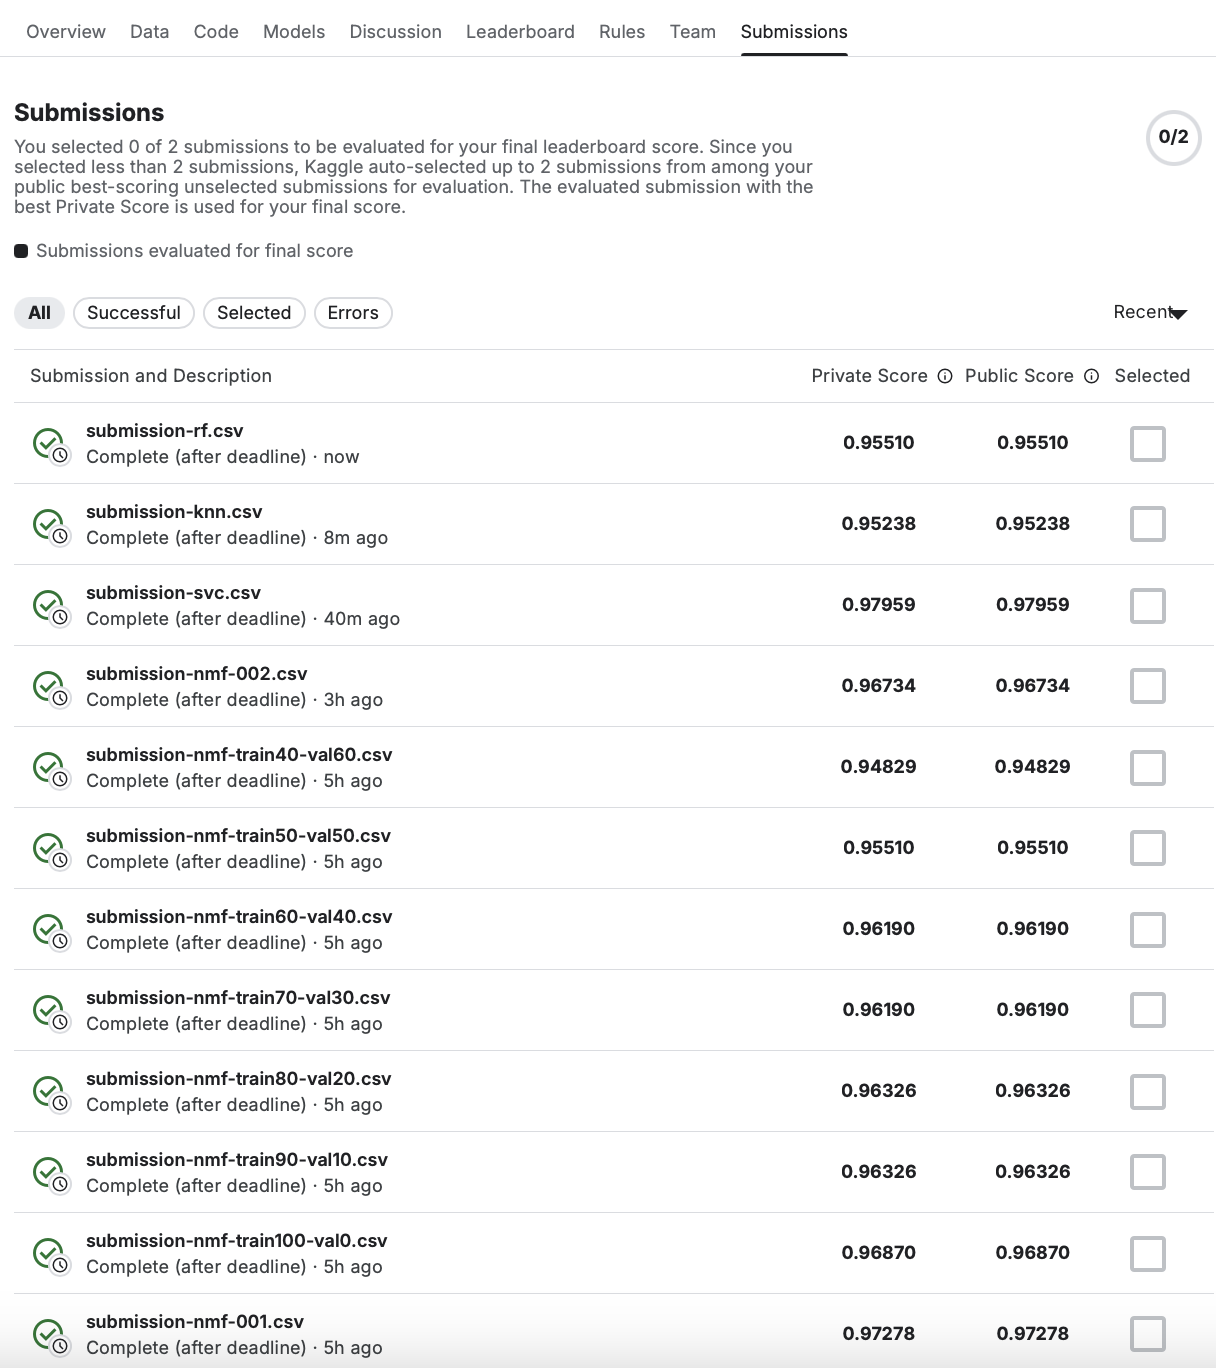 Overview Data Code Models Discussion Leaderboard Rules Team Submissions
Submissions
You selected 0 of 2 submissions to be evaluated for your final leaderboard score. Since you
selected less than 2 submissions, Kaggle auto-selected up to 2 submissions from among your
public best-scoring unselected submissions for evaluation. The evaluated submission with the
best Private Score is used for your final score.
0/2
Submissions evaluated for final score
All Successful Selected Errors Recent
Submission and Description Private Score Public Score Selected
submission-rf.csv
Complete (after deadline) · now
0.95510 0.95510
submission-knn.csv
Complete (after deadline) · 8m ago
0.95238 0.95238
submission-svc.csv
Complete (after deadline) · 40m ago
0.97959 0.97959
submission-nmf-002.csv
Complete (after deadline) · 3h ago
0.96734 0.96734
submission-nmf-train40-val60.csv
Complete (after deadline) · 5h ago
0.94829 0.94829
submission-nmf-train50-val50.csv
Complete (after deadline) · 5h ago
0.95510 0.95510
submission-nmf-train60-val40.csv
Complete (after deadline) · 5h ago
0.96190 0.96190
submission-nmf-train70-val30.csv
Complete (after deadline) · 5h ago
0.96190 0.96190
submission-nmf-train80-val20.csv
Complete (after deadline) · 5h ago
0.96326 0.96326
submission-nmf-train90-val10.csv
Complete (after deadline) · 5h ago
0.96326 0.96326
submission-nmf-train100-val0.csv
Complete (after deadline) · 5h ago
0.96870 0.96870
submission-nmf-001.csv
Complete (after deadline) · 5h ago
0.97278 0.97278